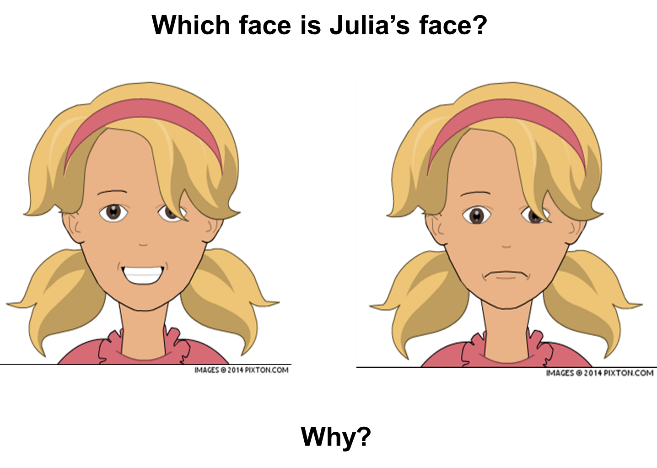 Which face is Julia's face?
IMAGES © 2014 PIXTON.COM
IMAGES © 2014 PIXTON.COM
Why?